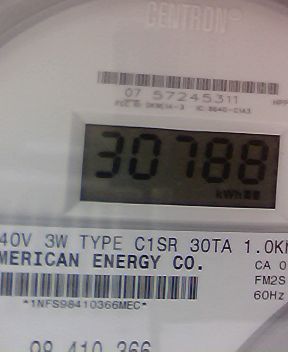 CENTRON®
07 57245311
30788
kWh
40V 3W TYPE C1SR 30TA 1.0K
MERICAN ENERGY CO.
CA 0
FM2S
60Hz
*1NFS98410366MEC*
98 410 366